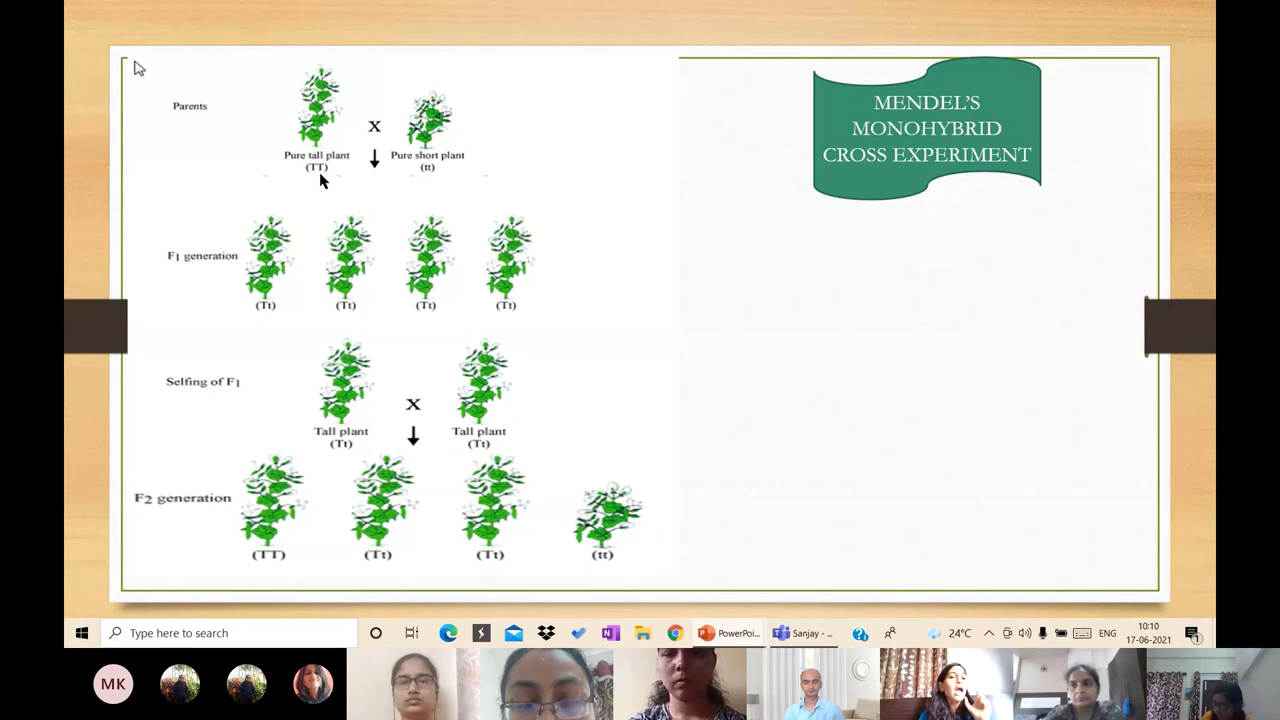 MENDEL'S
MONOHYBRID
CROSS EXPERIMENT
Parents
X
Pure tall plant
(TT)
Pure short plant
(tt)
F1 generation
(Tt) (Tt) (Tt) (Tt)
Selfing of F1
X
Tall plant
(Tt)
Tall plant
(Tt)
F2 generation
(TT) (Tt) (Tt) (tt)
Type here to search
PowerPoi...
Sanjay - ...
24°C
ENG
10:10
17-06-2021
MK